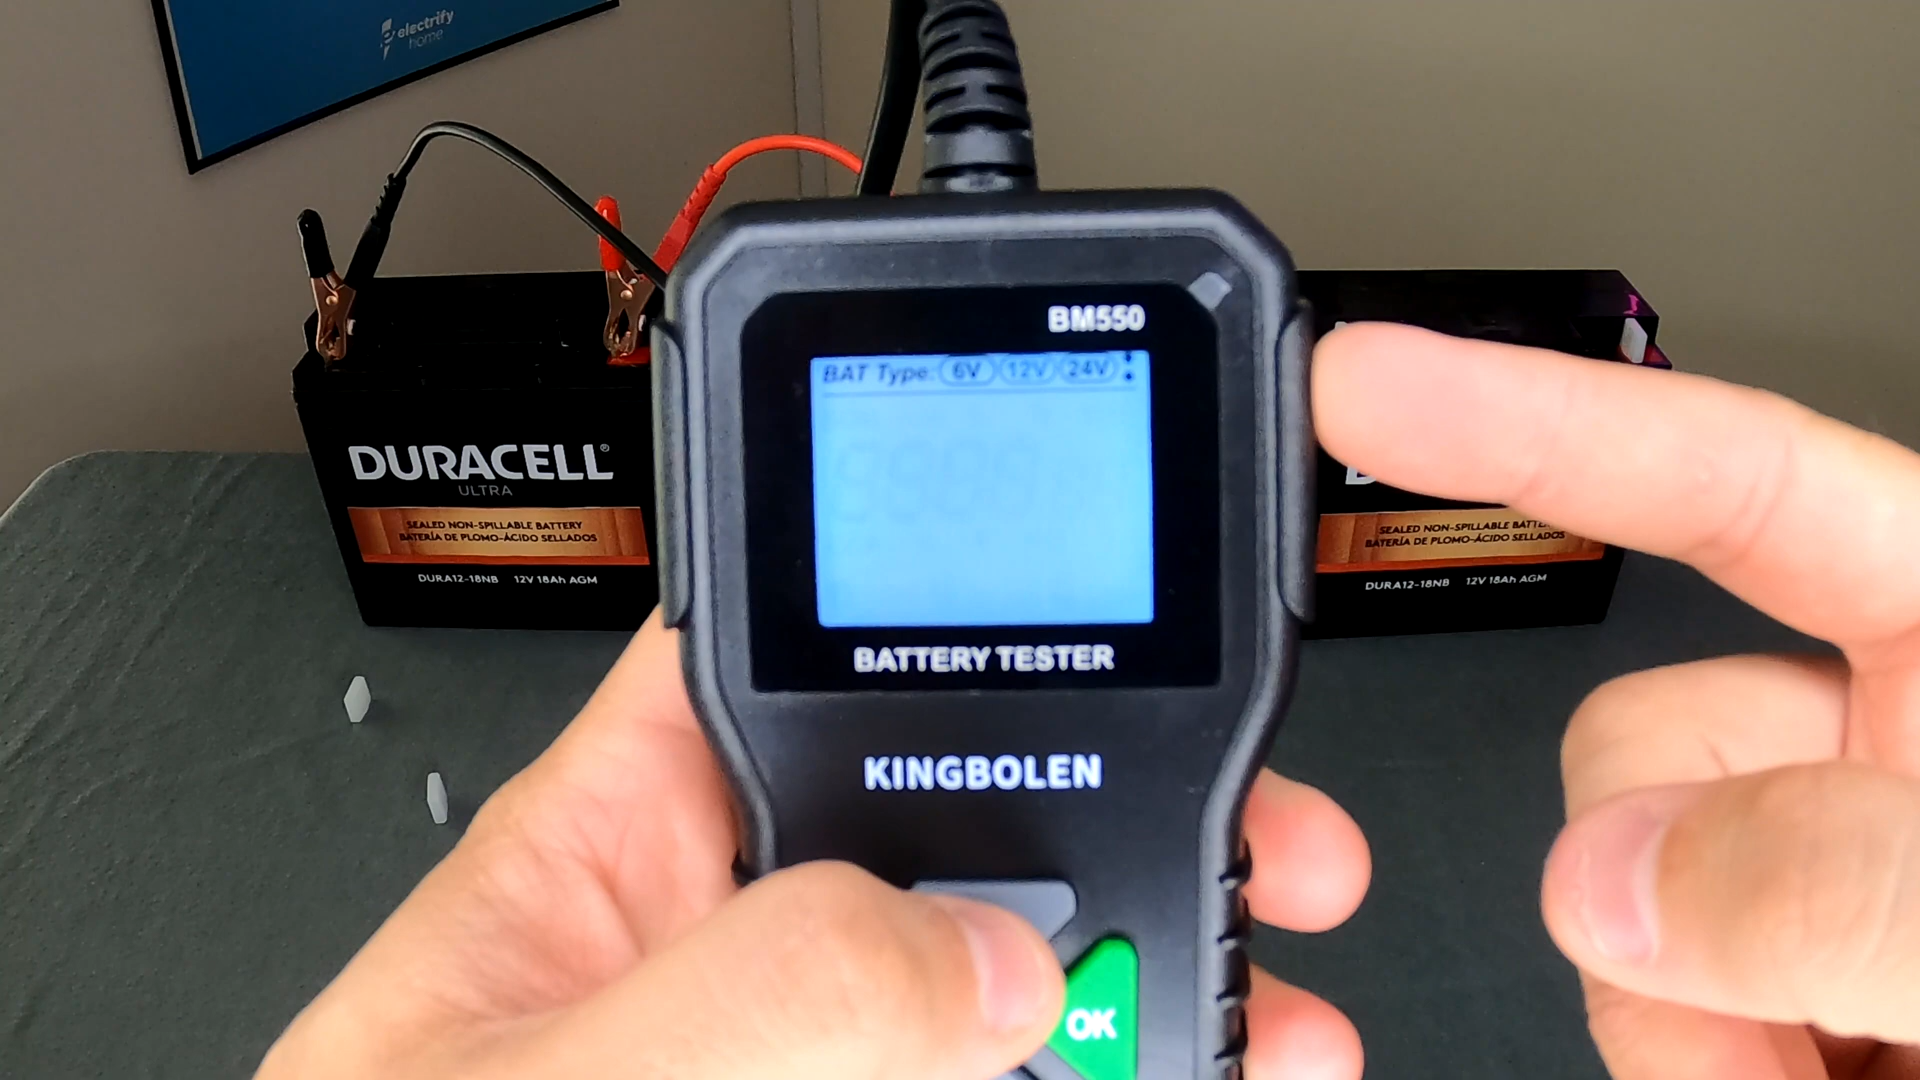 electrify
home
BM550
BAT Type: 6V 12V 24V
BATTERY TESTER
KINGBOLEN
OK
DURACELL®
ULTRA
SEALED NON-SPILLABLE BATTERY
BATERÍA DE PLOMO-ÁCIDO SELLADOS
DURA12-18NB 12V 18Ah AGM
SEALED NON-SPILLABLE
BATERÍA DE PLOMO-ÁCIDO SELLADOS
DURA12-18NB 12V 18Ah AGM